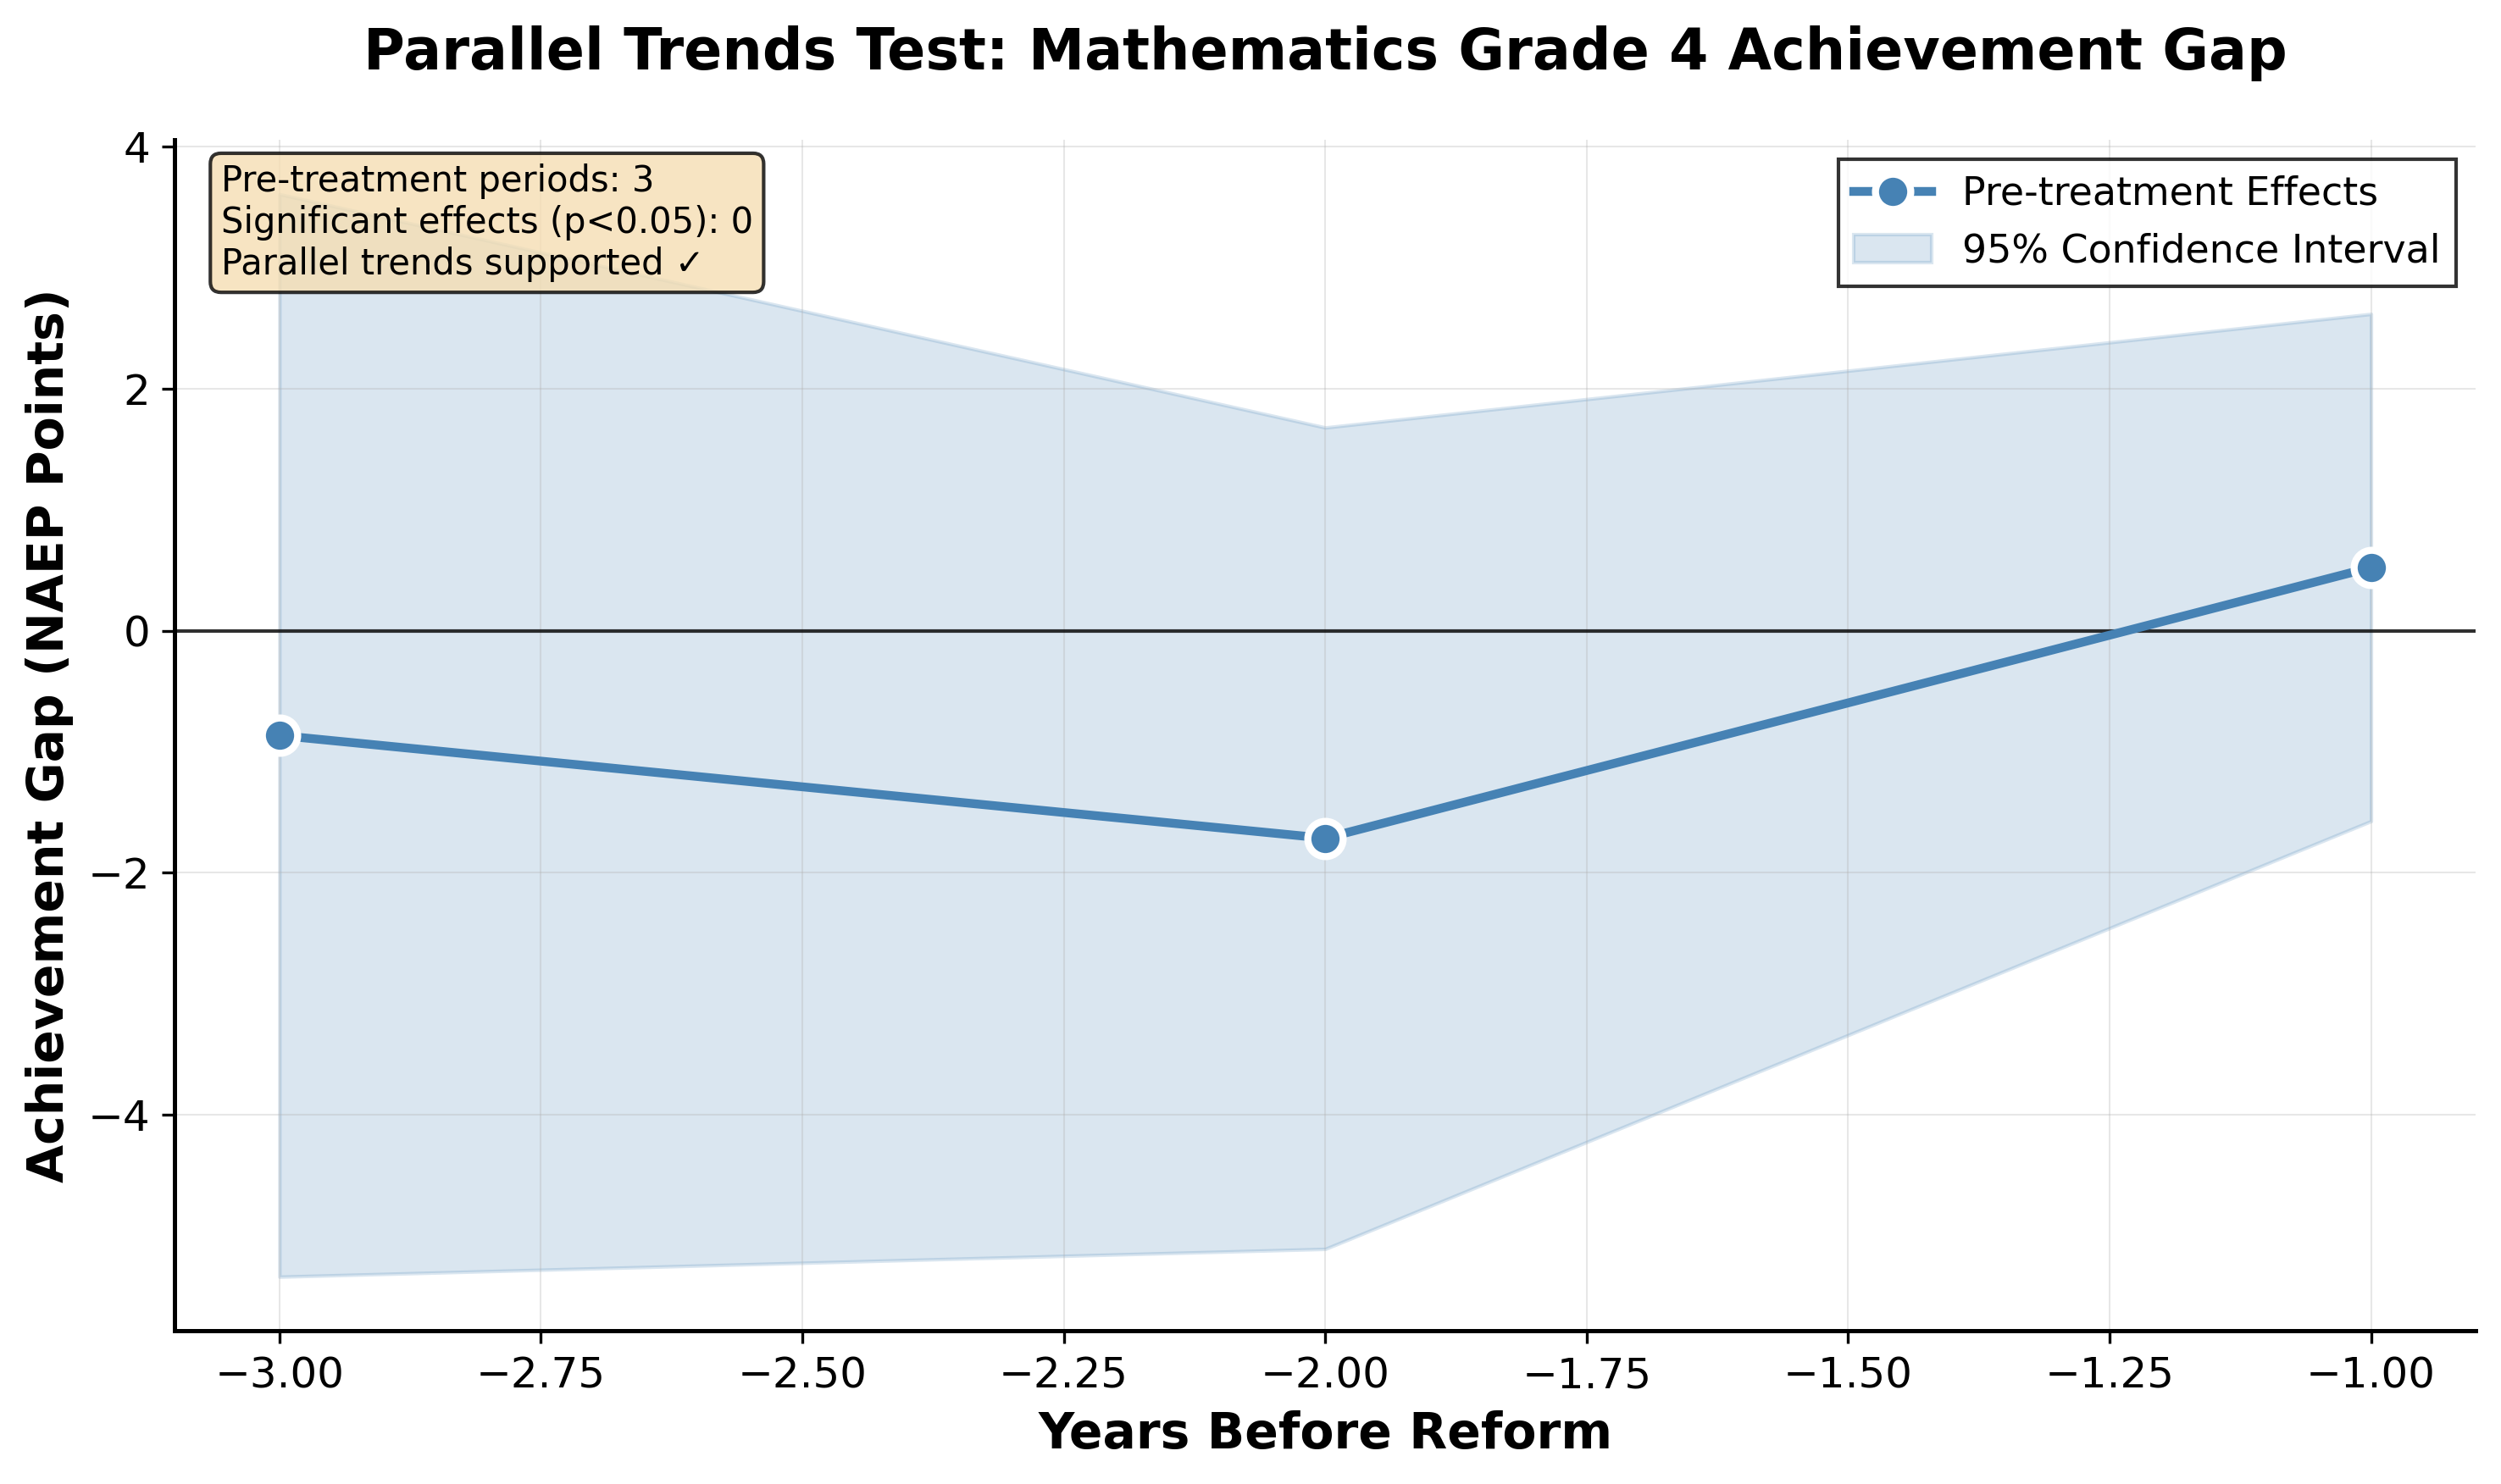 Parallel Trends Test: Mathematics Grade 4 Achievement Gap
Pre-treatment periods: 3
Significant effects (p<0.05): 0
Parallel trends supported ✓
Pre-treatment Effects
95% Confidence Interval
Achievement Gap (NAEP Points)
4
2
0
−2
−4
−3.00
−2.75
−2.50
−2.25
−2.00
−1.75
−1.50
−1.25
−1.00
Years Before Reform